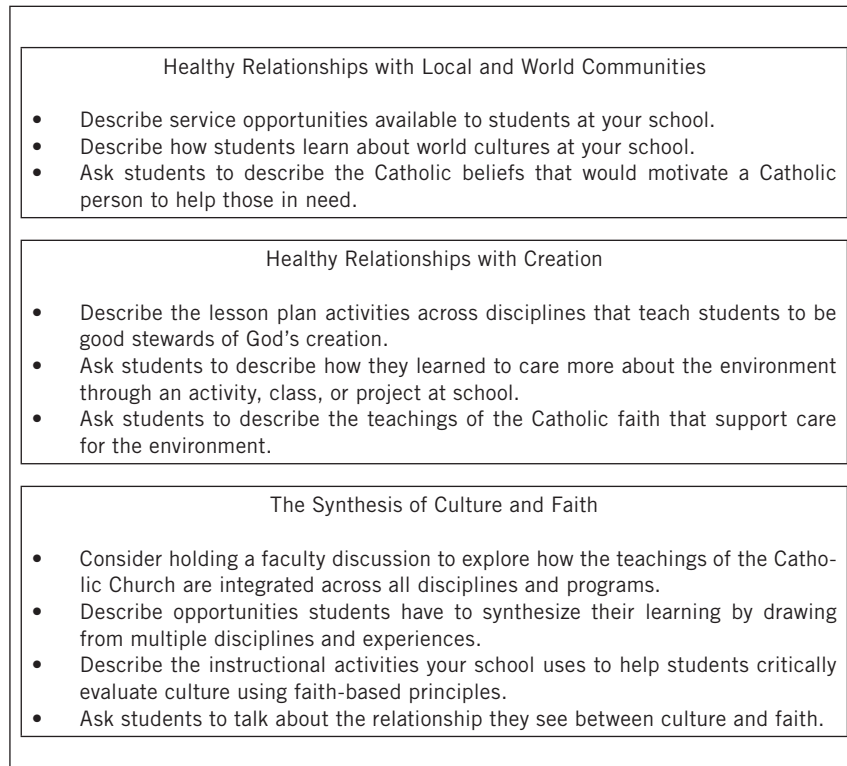 Healthy Relationships with Local and World Communities
• Describe service opportunities available to students at your school.
• Describe how students learn about world cultures at your school.
• Ask students to describe the Catholic beliefs that would motivate a Catholic
person to help those in need.
Healthy Relationships with Creation
• Describe the lesson plan activities across disciplines that teach students to be
good stewards of God’s creation.
• Ask students to describe how they learned to care more about the environment
through an activity, class, or project at school.
• Ask students to describe the teachings of the Catholic faith that support care
for the environment.
The Synthesis of Culture and Faith
• Consider holding a faculty discussion to explore how the teachings of the Catho-
lic Church are integrated across all disciplines and programs.
• Describe opportunities students have to synthesize their learning by drawing
from multiple disciplines and experiences.
• Describe the instructional activities your school uses to help students critically
evaluate culture using faith-based principles.
• Ask students to talk about the relationship they see between culture and faith.